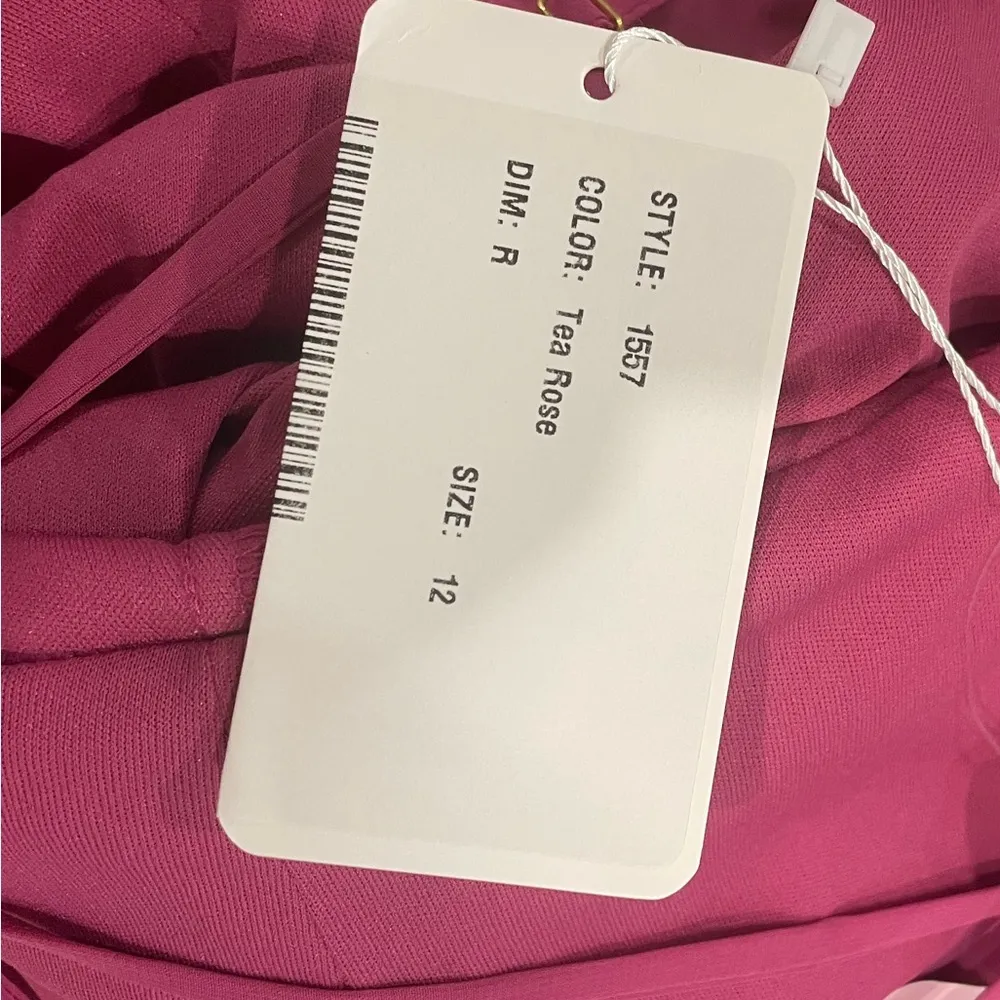 STYLE: 1557
COLOR: Tea Rose
DIM: R
SIZE: 12